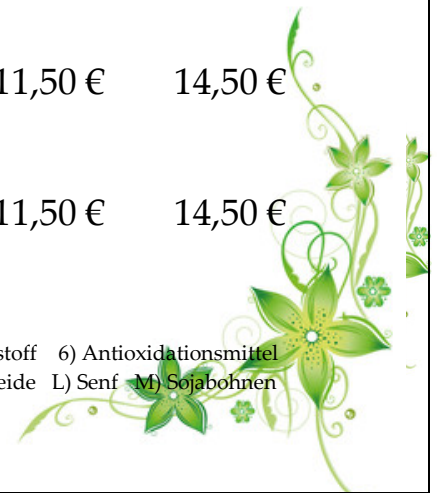 11,50 € 14,50 €
11,50 € 14,50 €
stoff 6) Antioxidationsmittel
eide L) Senf M) Sojabohnen